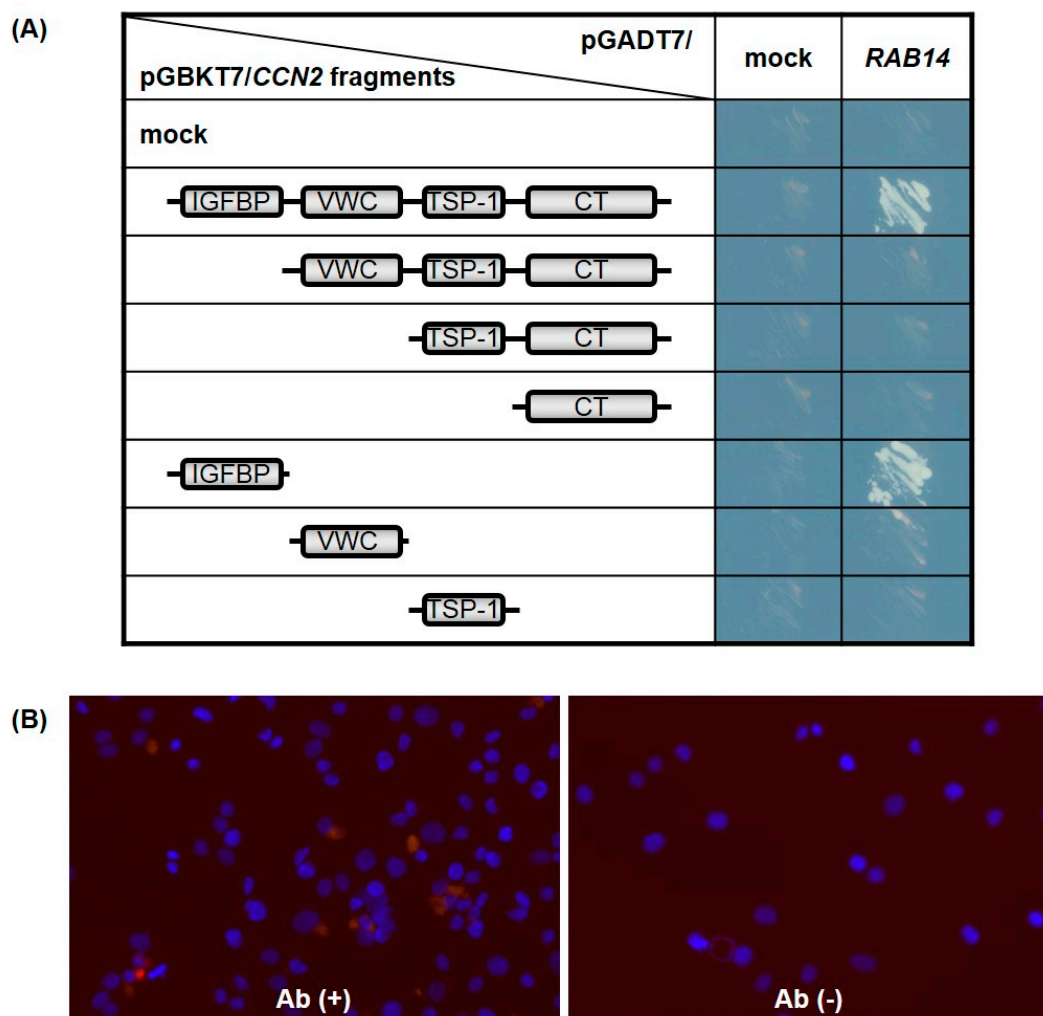 (A)
pGADT7/
pGBKT7/CCN2 fragments
mock
RAB14
mock
IGFBP VWC TSP-1 CT
VWC TSP-1 CT
TSP-1 CT
CT
IGFBP
VWC
TSP-1
(B)
Ab (+)
Ab (-)